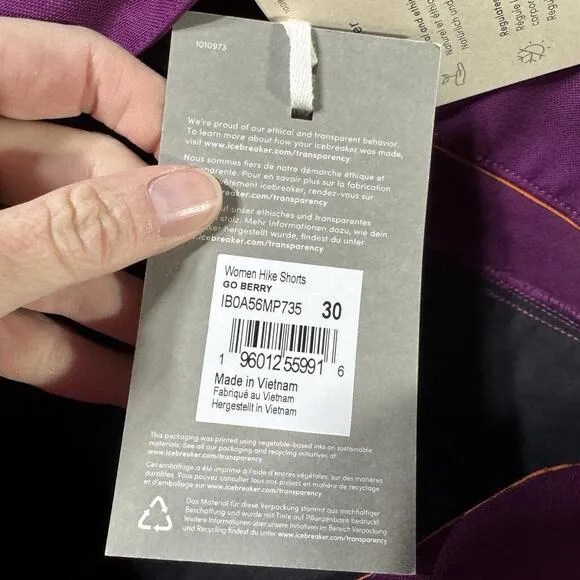 1010973
We're proud of our ethical and transparent behavior.
To learn more about how your icebreaker was made,
visit www.icebreaker.com/transparency
Nous sommes fiers de notre démarche éthique et
transparente. Pour en savoir plus sur la fabrication
vêtement icebreaker, rendez-vous sur
icebreaker.com/transparency
auf unser ethisches und transparentes
stolz. Mehr Informationen dazu, wie dein
hergestellt wurde, findest du unter
www.icebreaker.com/transparency
Women Hike Shorts
GO BERRY
IB0A56MP735 30
1 96012 55991 6
Made in Vietnam
Fabriqué au Vietnam
Hergestellt in Vietnam
This packaging was printed using vegetable-based inks on sustainable
materials. See all our packaging and recycling initiatives at
www.icebreaker.com/transparency
Cet emballage a été imprimé à l'aide d'encres végétales, sur des matières
durables. Vous pouvez consulter tous nos projets en matière de recyclage
et d'emballage sur www.icebreaker.com/transparency
Das Material für diese Verpackung stammt aus nachhaltiger
Beschaffung und wurde mit Tinte auf Pflanzenbasis bedruckt.
Weitere Informationen über unsere Initiativen im Bereich Verpackung
und Recycling findest du unter www.icebreaker.com/transparency